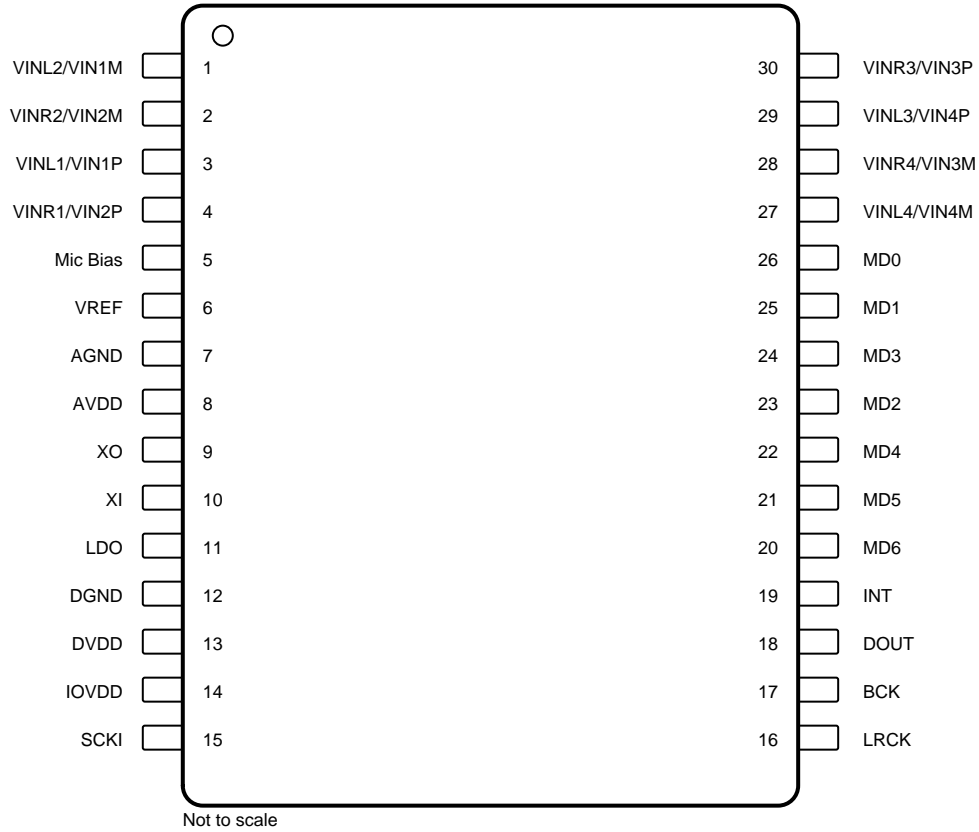 VINL2/VIN1M 1 30 VINR3/VIN3P
VINR2/VIN2M 2 29 VINL3/VIN4P
VINL1/VIN1P 3 28 VINR4/VIN3M
VINR1/VIN2P 4 27 VINL4/VIN4M
Mic Bias 5 26 MD0
VREF 6 25 MD1
AGND 7 24 MD3
AVDD 8 23 MD2
XO 9 22 MD4
XI 10 21 MD5
LDO 11 20 MD6
DGND 12 19 INT
DVDD 13 18 DOUT
IOVDD 14 17 BCK
SCKI 15 16 LRCK
Not to scale